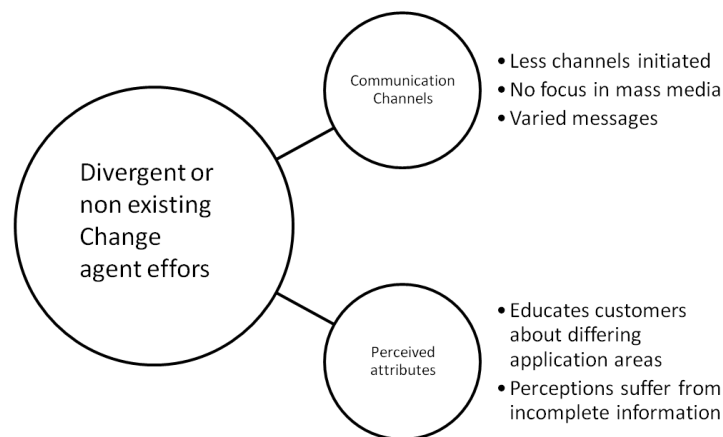 Divergent or
non existing
Change
agent effors
Communication
Channels
• Less channels initiated
• No focus in mass media
• Varied messages
Perceived
attributes
• Educates customers
about differing
application areas
• Perceptions suffer from
incomplete information